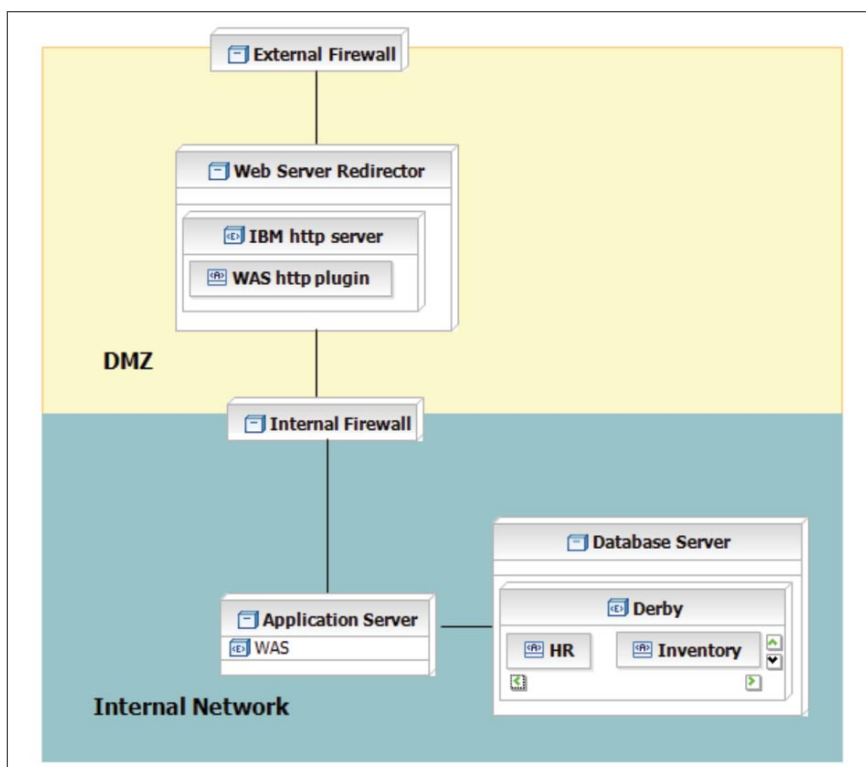 External Firewall
Web Server Redirector
IBM http server
WAS http plugin
DMZ
Internal Firewall
Database Server
Derby
HR
Inventory
Application Server
WAS
Internal Network